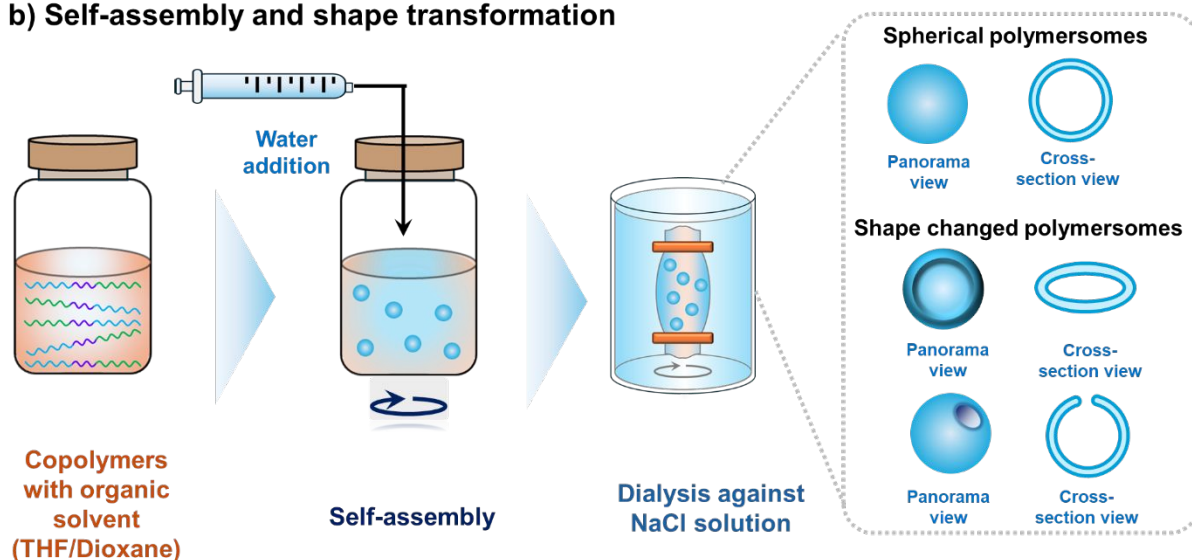 b) Self-assembly and shape transformation
Water
addition
Copolymers
with organic
solvent
(THF/Dioxane)
Self-assembly
Dialysis against
NaCl solution
Spherical polymersomes
Panorama
view
Cross-
section view
Shape changed polymersomes
Panorama
view
Cross-
section view
Panorama
view
Cross-
section view